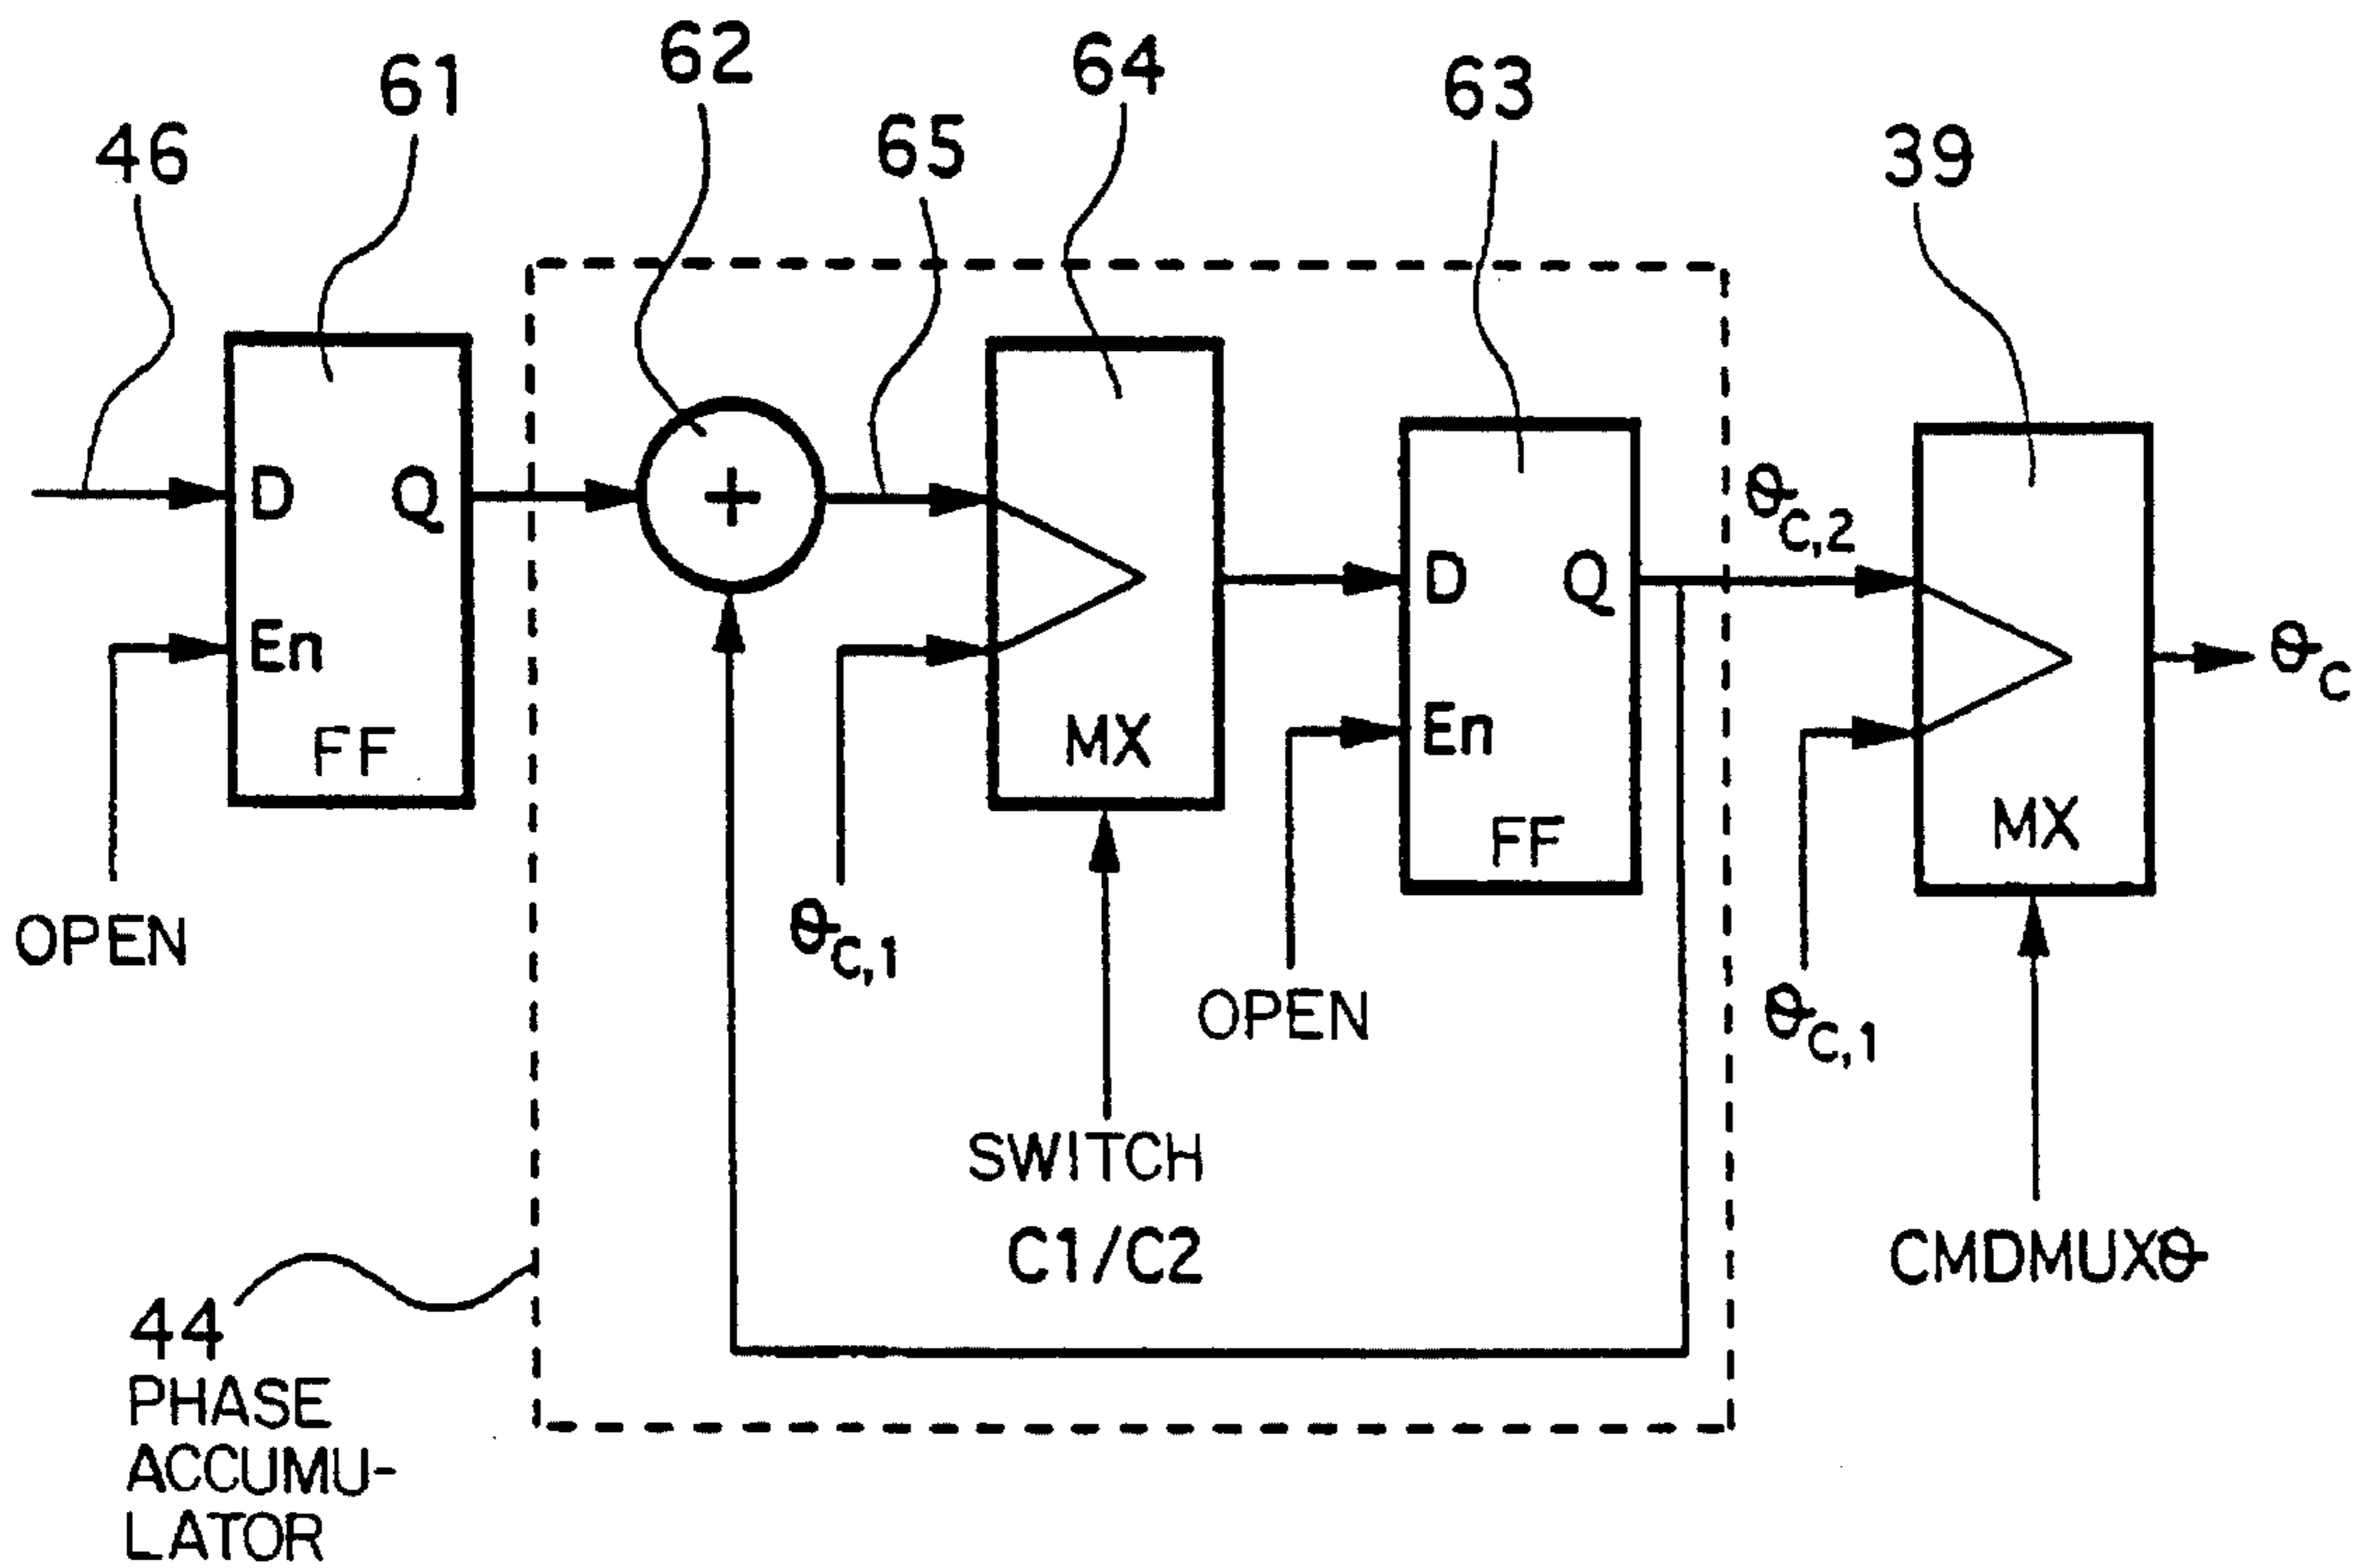 46
61
62
65
64
63
39
D Q
En
FF
OPEN
+
MX
ϑC,1
SWITCH
C1/C2
D Q
En
FF
OPEN
ϑC,2
MX
ϑC,1
ϑC
CMDMUXϑ
44
PHASE
ACCUMU-
LATOR